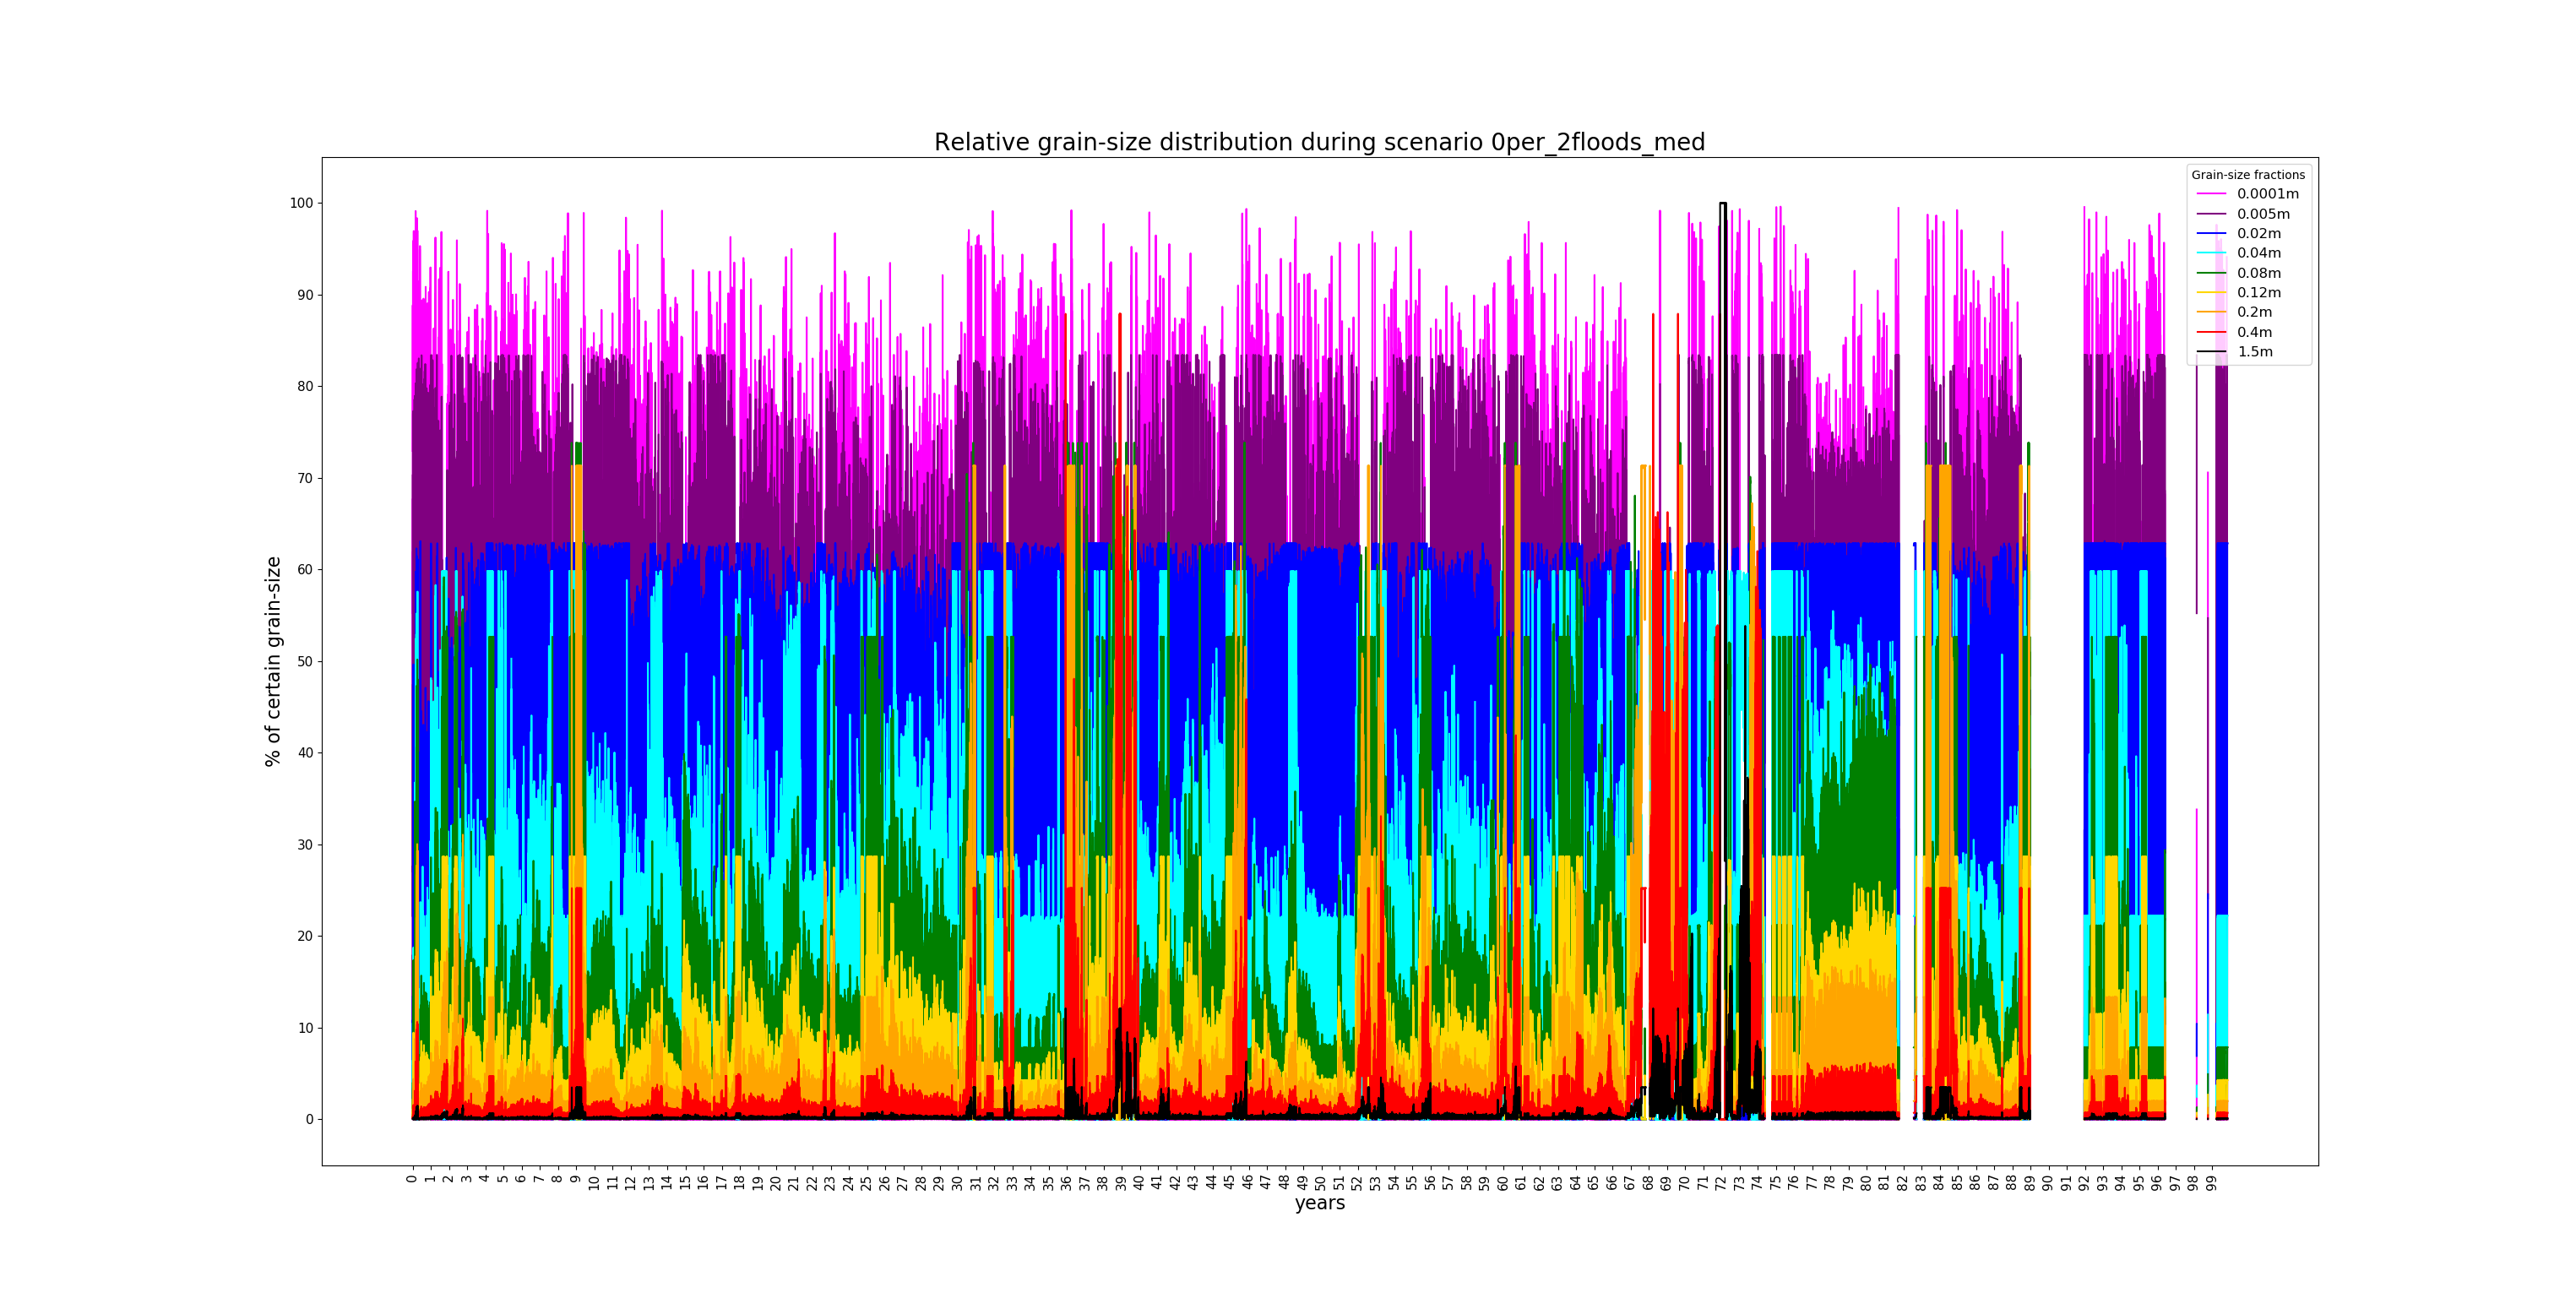 Relative grain-size distribution during scenario 0per_2floods_med
Grain-size fractions
0.0001m
0.005m
0.02m
0.04m
0.08m
0.12m
0.2m
0.4m
1.5m
% of certain grain-size
100
90
80
70
60
50
40
30
20
10
0
0 1 2 3 4 5 6 7 8 9 10 11 12 13 14 15 16 17 18 19 20 21 22 23 24 25 26 27 28 29 30 31 32 33 34 35 36 37 38 39 40 41 42 43 44 45 46 47 48 49 50 51 52 53 54 55 56 57 58 59 60 61 62 63 64 65 66 67 68 69 70 71 72 73 74 75 76 77 78 79 80 81 82 83 84 85 86 87 88 89 90 91 92 93 94 95 96 97 98 99
years